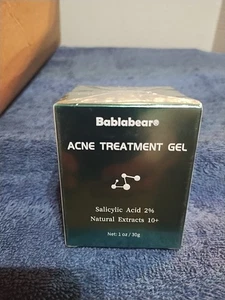 Bablabear®
ACNE TREATMENT GEL
Salicylic Acid 2%
Natural Extracts 10+
Net: 1 oz / 30g